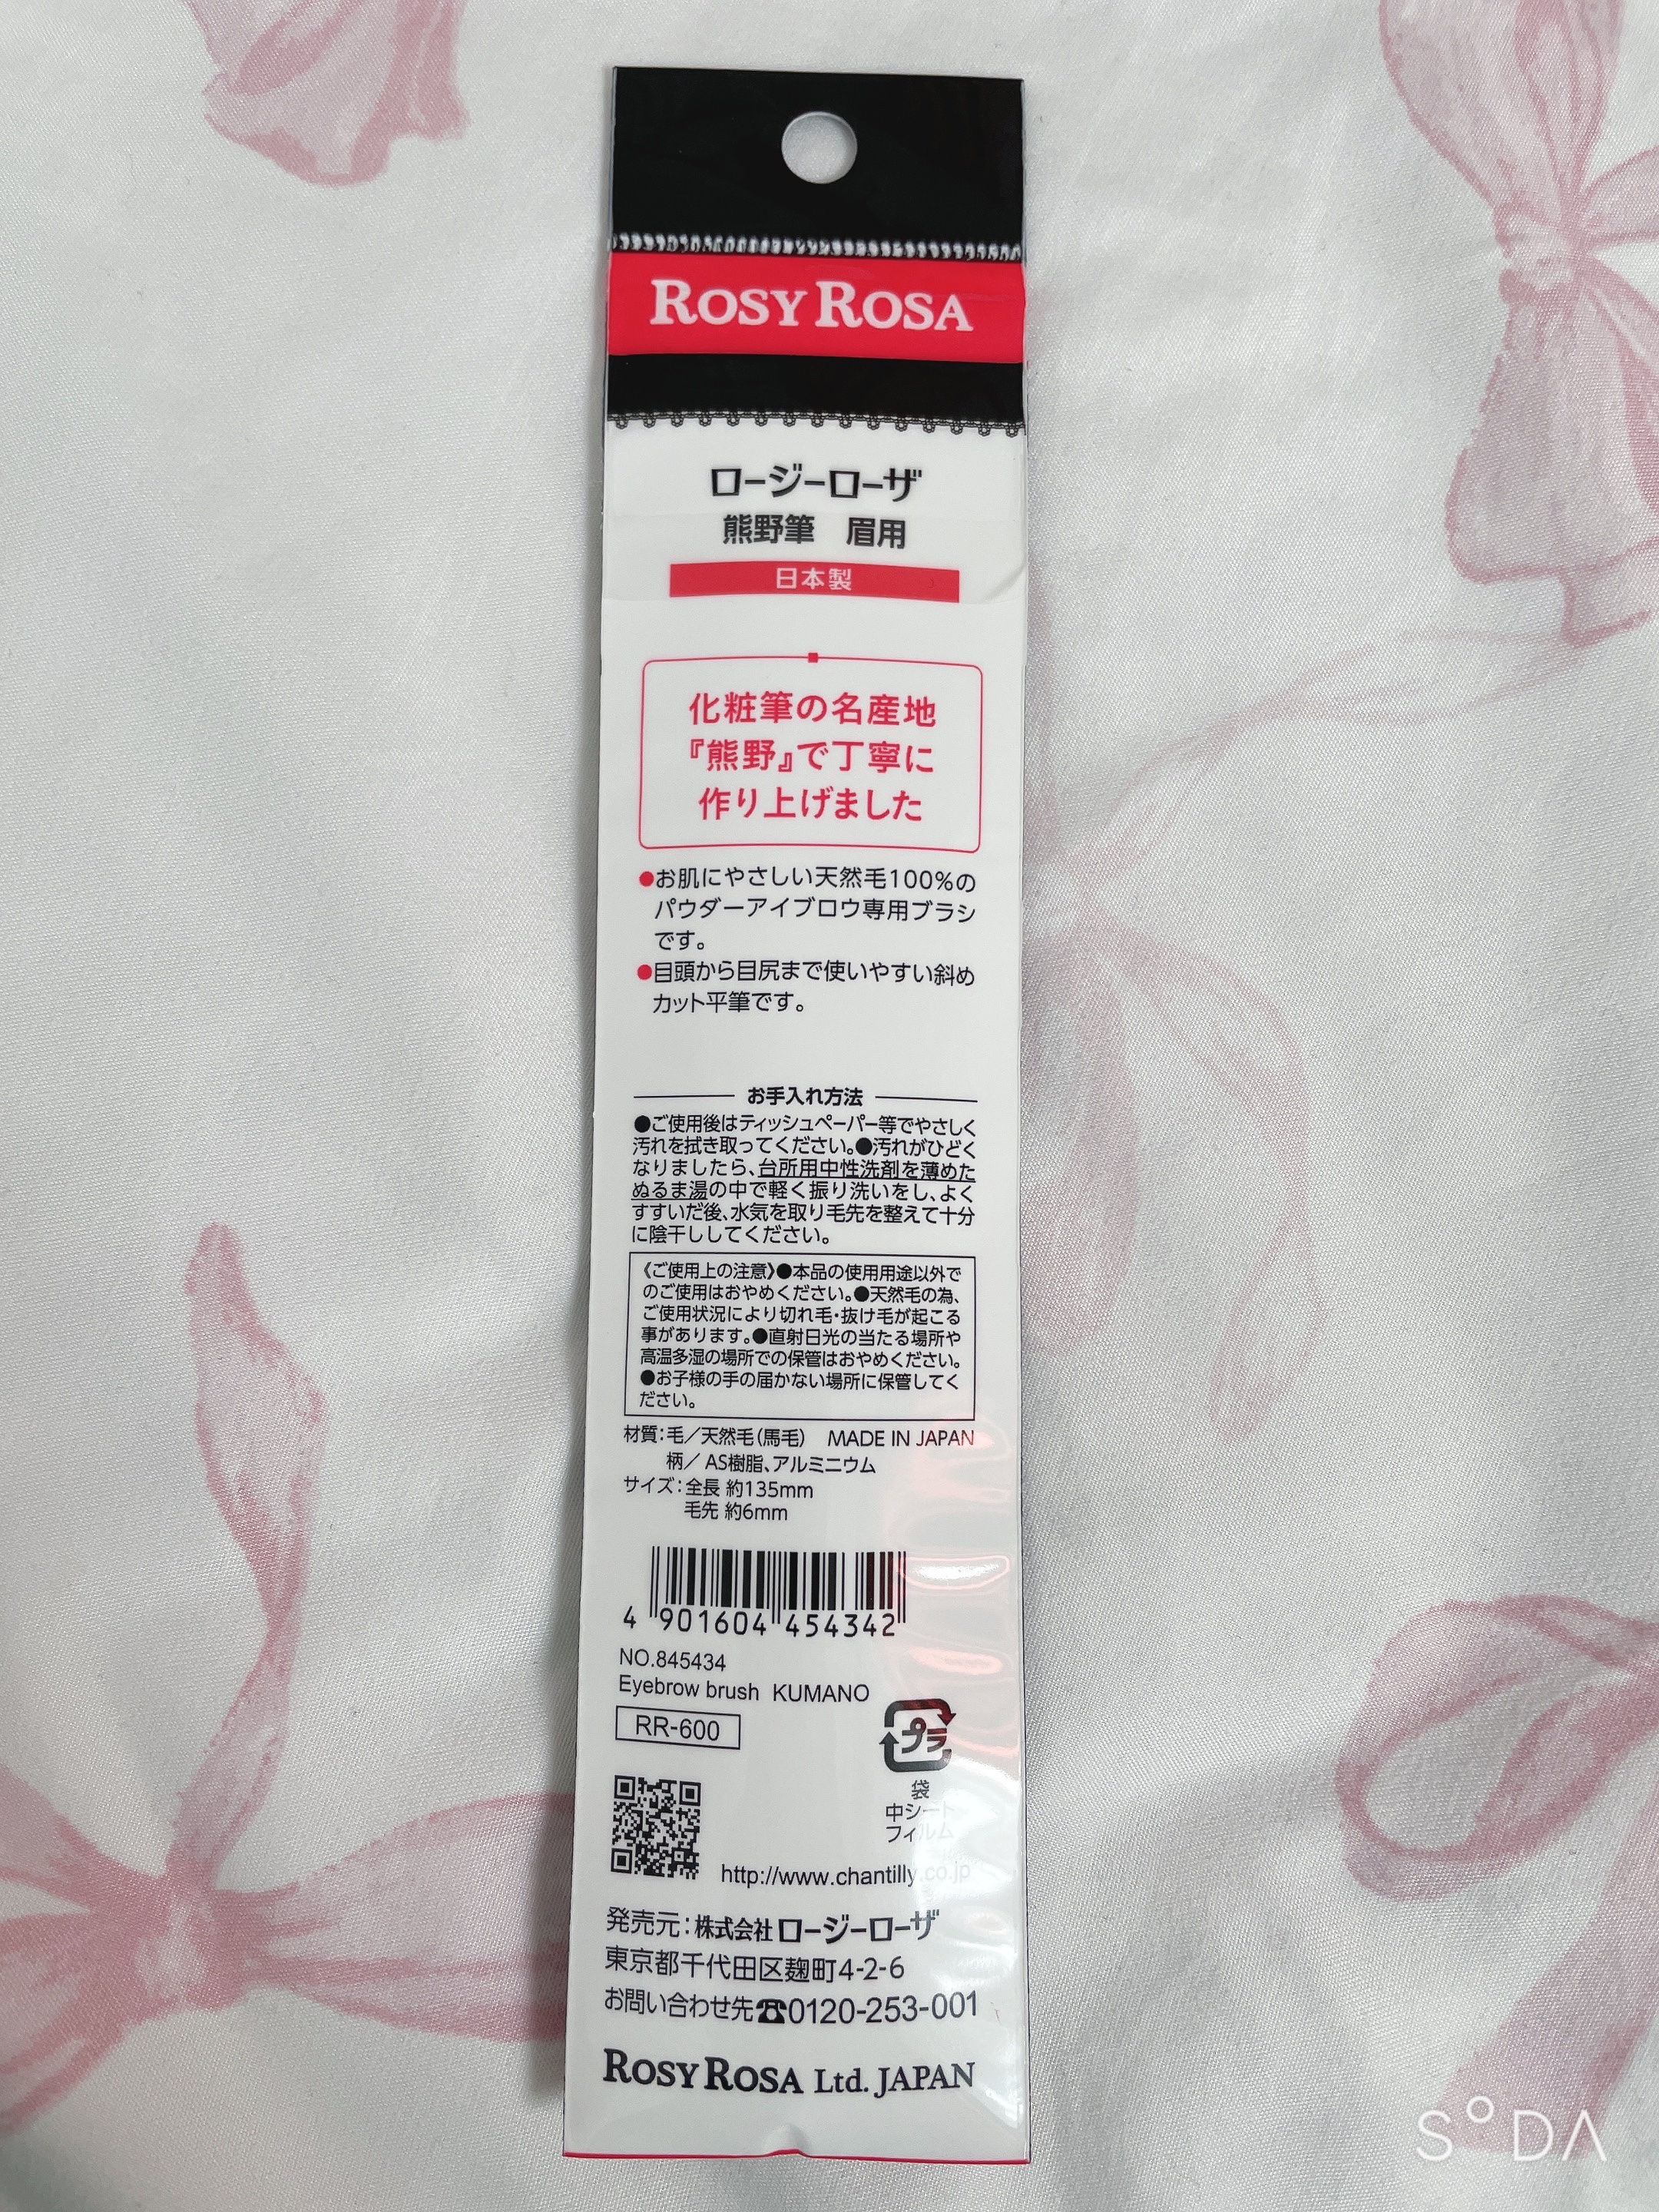 ROSY ROSA
ロージーローザ
熊野筆　眉用
日本製
化粧筆の名産地
『熊野』で丁寧に
作り上げました
●お肌にやさしい天然毛100%の
パウダーアイブロウ専用ブラシ
です。
●目頭から目尻まで使いやすい斜め
カット平筆です。
お手入れ方法
●ご使用後はティッシュペーパー等でやさしく
汚れを拭き取ってください。●汚れがひどく
なりましたら、台所用中性洗剤を薄めた
ぬるま湯の中で軽く振り洗いをし、よく
すすいだ後、水気を取り毛先を整えて十分
に陰干ししてください。
《ご使用上の注意》●本品の使用用途以外で
のご使用はおやめください。●天然毛の為、
ご使用状況により切れ毛・抜け毛が起こる
事があります。●直射日光の当たる場所や
高温多湿の場所での保管はおやめください。
●お子様の手の届かない場所に保管してく
ださい。
材質：毛／天然毛（馬毛）　MADE IN JAPAN
柄／AS樹脂、アルミニウム
サイズ：全長 約135mm
毛先 約6mm
4 901604 454342
NO.845434
Eyebrow brush KUMANO
RR-600
プラ
袋
中シート
フィルム
http://www.chantilly.co.jp
発売元：株式会社ロージーローザ
東京都千代田区麹町4-2-6
お問い合わせ先☎0120-253-001
ROSY ROSA Ltd. JAPAN
SODA